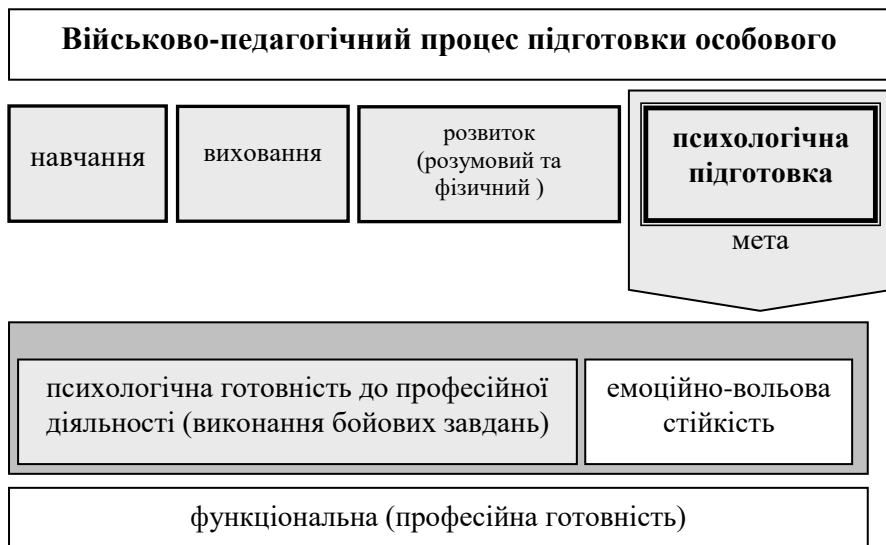 Військово-педагогічний процес підготовки особового
навчання
виховання
розвиток
(розумовий та
фізичний )
психологічна
підготовка
мета
психологічна готовність до професійної
діяльності (виконання бойових завдань)
емоційно-вольова
стійкість
функціональна (професійна готовність)